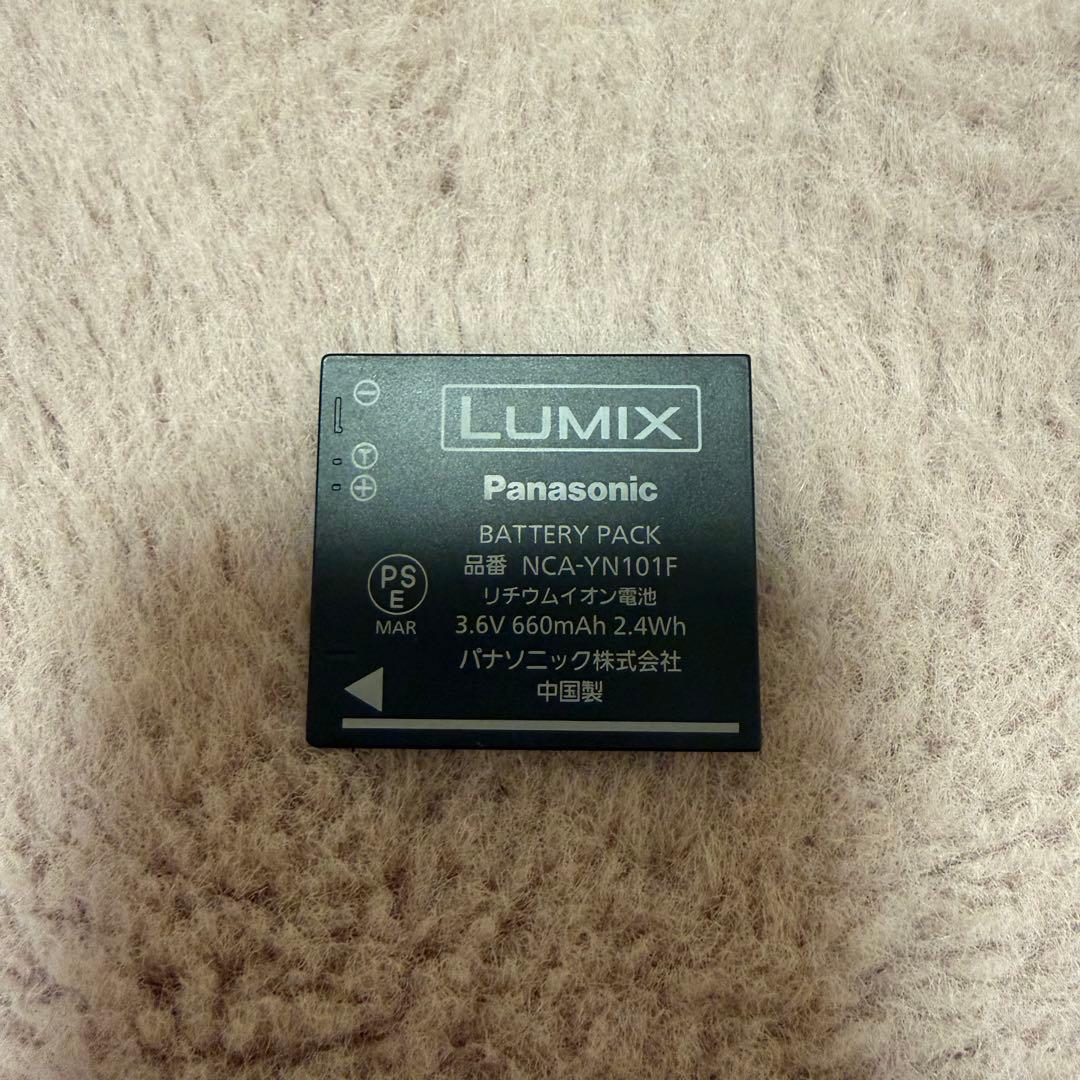 LUMIX
Panasonic
BATTERY PACK
品番 NCA-YN101F
リチウムイオン電池
3.6V 660mAh 2.4Wh
パナソニック株式会社
中国製
T
PS
E
MAR